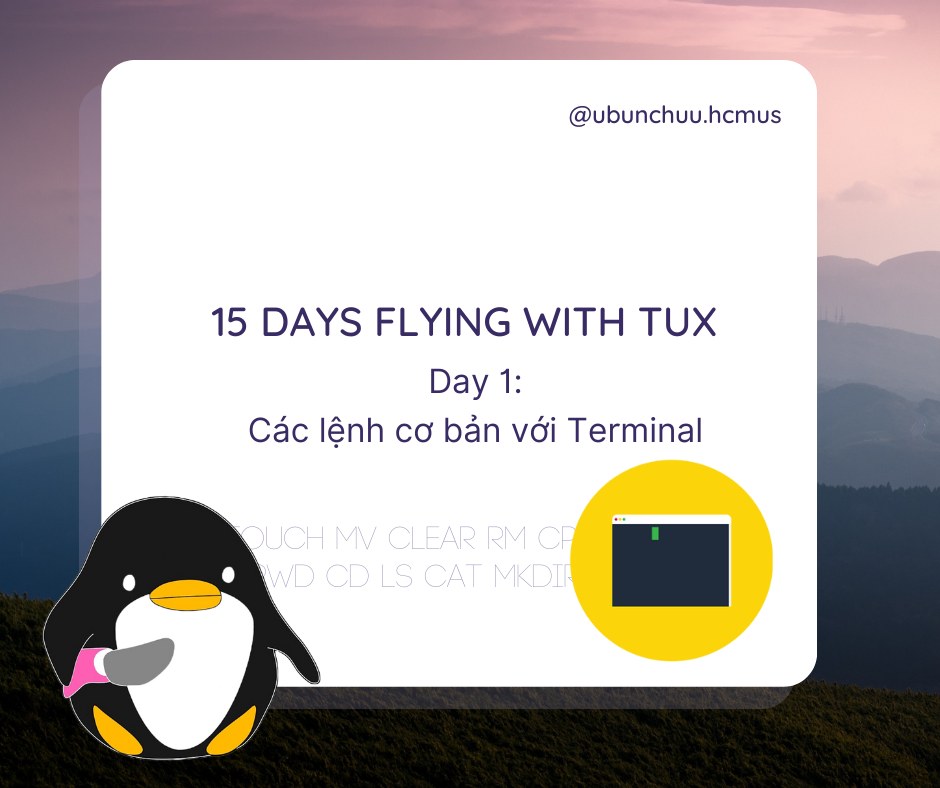 @ubunchuu.hcmus
15 DAYS FLYING WITH TUX
Day 1:
Các lệnh cơ bản với Terminal
MV CLEAR RM
CD LS CAT